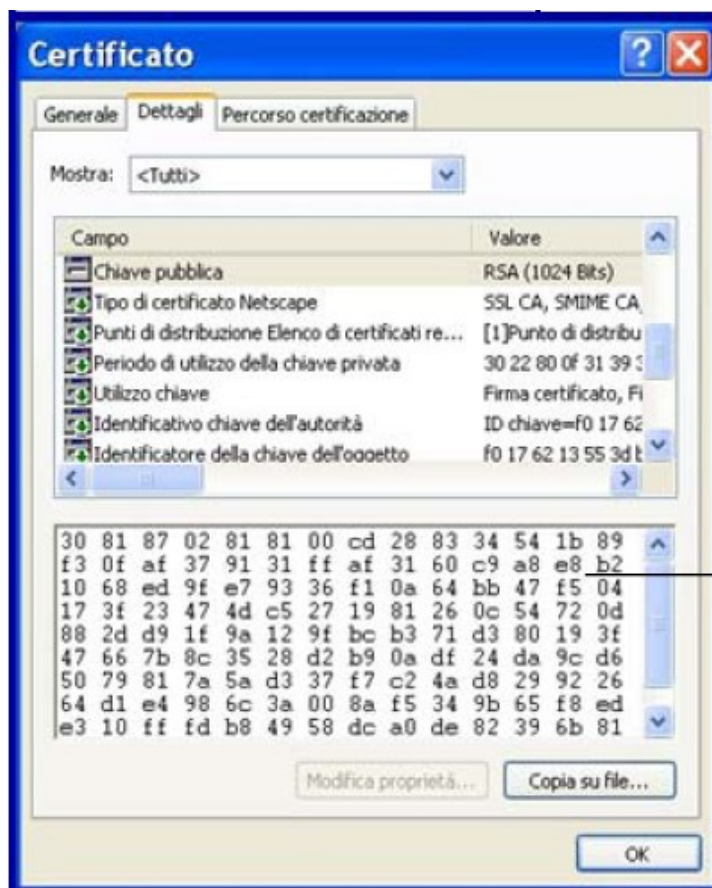 Certificato
Generale Dettagli Percorso certificazione
Mostra: <Tutti>
Campo Valore
Chiave pubblica RSA (1024 Bits)
Tipo di certificato Netscape SSL CA, SMIME CA,
Punti di distribuzione Elenco di certificati re... [1]Punto di distribu
Periodo di utilizzo della chiave privata 30 22 80 0f 31 39 3
Utilizzo chiave Firma certificato, Fi
Identificativo chiave dell'autorità ID chiave=f0 17 62
Identificatore della chiave dell'oggetto f0 17 62 13 55 3d b
30 81 87 02 81 81 00 cd 28 83 34 54 1b 89
f3 0f af 37 91 31 ff af 31 60 c9 a8 e8 b2
10 68 ed 9f e7 93 36 f1 0a 64 bb 47 f5 04
17 3f 23 47 4d c5 27 19 81 26 0c 54 72 0d
88 2d d9 1f 9a 12 9f bc b3 71 d3 80 19 3f
47 66 7b 8c 35 28 d2 b9 0a df 24 da 9c d6
50 79 81 7a 5a d3 37 f7 c2 4a d8 29 92 26
64 d1 e4 98 6c 3a 00 8a f5 34 9b 65 f8 ed
e3 10 ff fd b8 49 58 dc a0 de 82 39 6b 81
Modifica proprietà... Copia su file...
OK